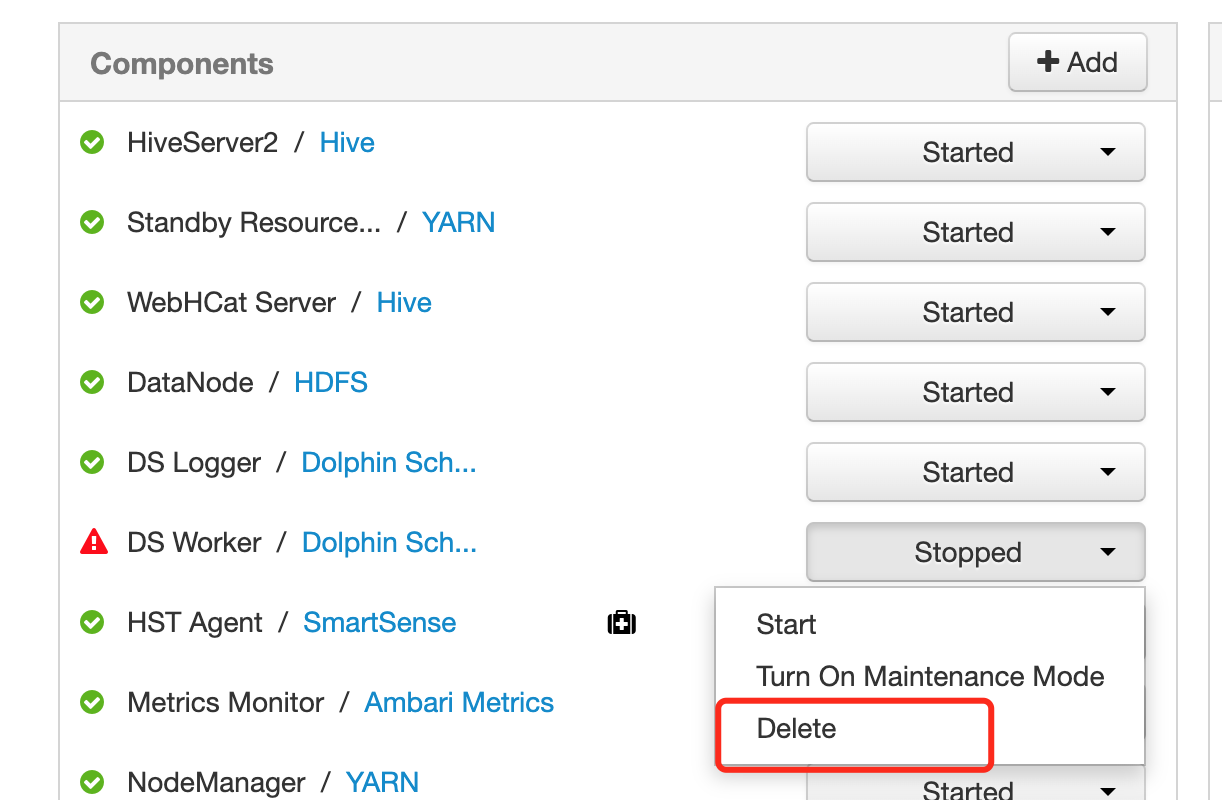 Components
+ Add
HiveServer2 / Hive
Started
Standby Resource... / YARN
Started
WebHCat Server / Hive
Started
DataNode / HDFS
Started
DS Logger / Dolphin Sch...
Started
DS Worker / Dolphin Sch...
Stopped
HST Agent / SmartSense
Start
Turn On Maintenance Mode
Metrics Monitor / Ambari Metrics
Delete
NodeManager / YARN
Started